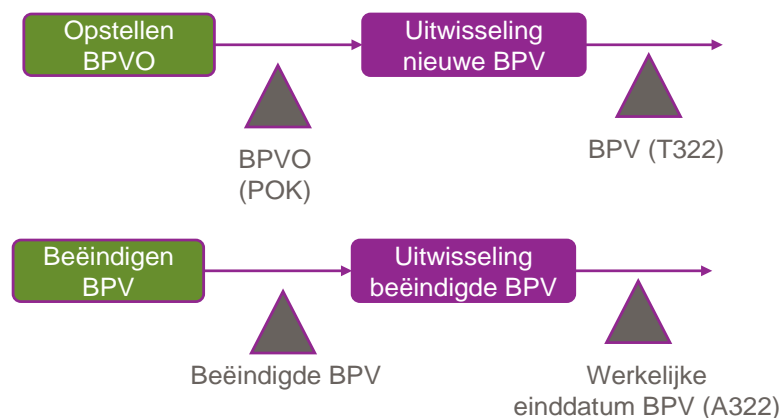 Opstellen
BPVO
Uitwisseling
nieuwe BPV
BPVO
(POK)
BPV (T322)
Beëindigen
BPV
Uitwisseling
beëindigde BPV
Beëindigde BPV
Werkelijke
einddatum BPV (A322)